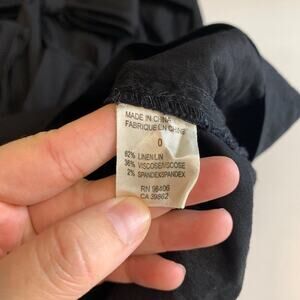 MADE IN CHINA
FABRIQUE EN CHINE
0
62% LINEN/LIN
36% VISCOSE/VISCOSE
2% SPANDEX/SPANDEX
RN 96406
CA 39862